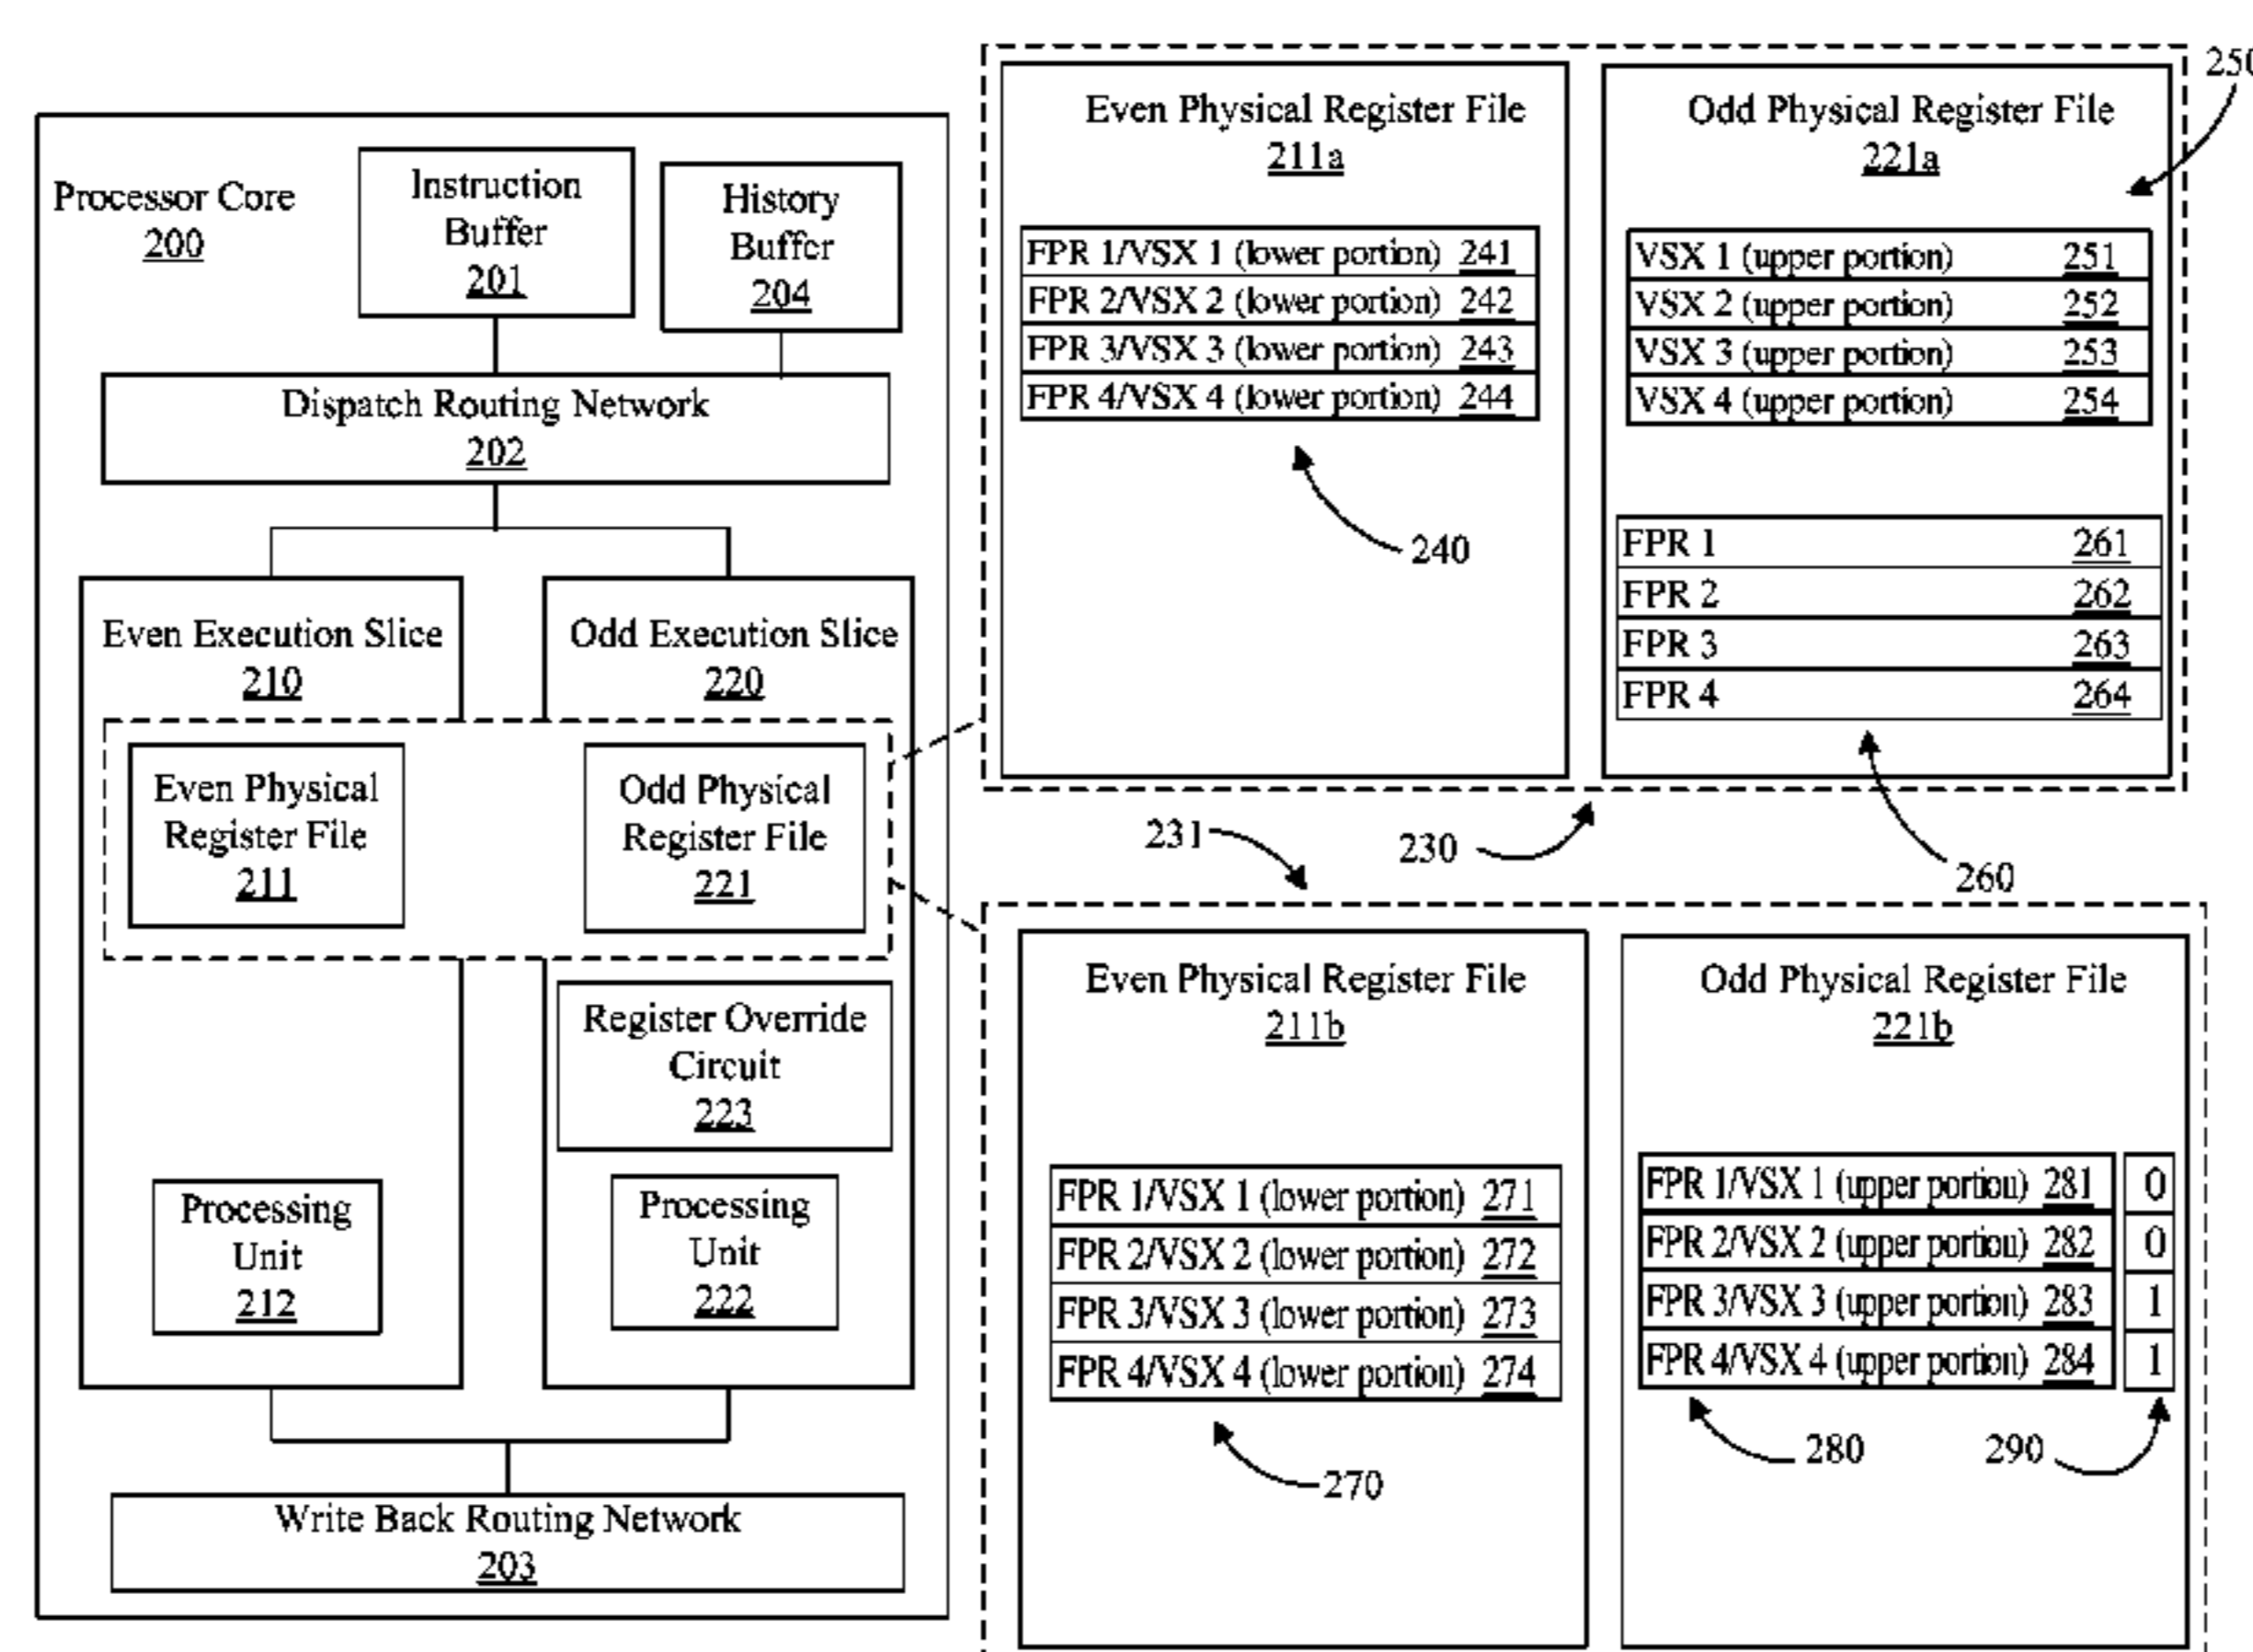 Processor Core
200
Instruction
Buffer
201
History
Buffer
204
Dispatch Routing Network
202
Even Execution Slice
210
Odd Execution Slice
220
Even Physical
Register File
211
Odd Physical
Register File
221
Register Override
Circuit
223
Processing
Unit
212
Processing
Unit
222
Write Back Routing Network
203
Even Physical Register File
211a
FPR 1/VSX 1 (lower portion) 241
FPR 2/VSX 2 (lower portion) 242
FPR 3/VSX 3 (lower portion) 243
FPR 4/VSX 4 (lower portion) 244
240
Odd Physical Register File
221a
250
VSX 1 (upper portion) 251
VSX 2 (upper portion) 252
VSX 3 (upper portion) 253
VSX 4 (upper portion) 254
FPR 1 261
FPR 2 262
FPR 3 263
FPR 4 264
231
230
260
Even Physical Register File
211b
FPR 1/VSX 1 (lower portion) 271
FPR 2/VSX 2 (lower portion) 272
FPR 3/VSX 3 (lower portion) 273
FPR 4/VSX 4 (lower portion) 274
270
Odd Physical Register File
221b
FPR 1/VSX 1 (upper portion) 281 0
FPR 2/VSX 2 (upper portion) 282 0
FPR 3/VSX 3 (upper portion) 283 1
FPR 4/VSX 4 (upper portion) 284 1
280
290